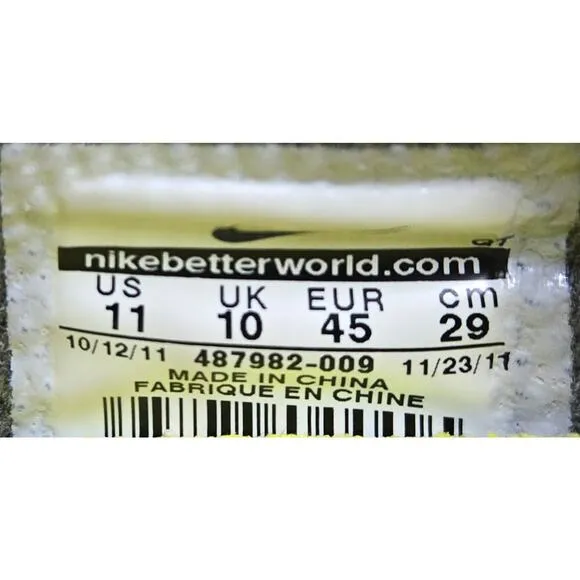 QT
nikebetterworld.com
US UK EUR cm
11 10 45 29
10/12/11 487982-009 11/23/11
MADE IN CHINA
FABRIQUE EN CHINE